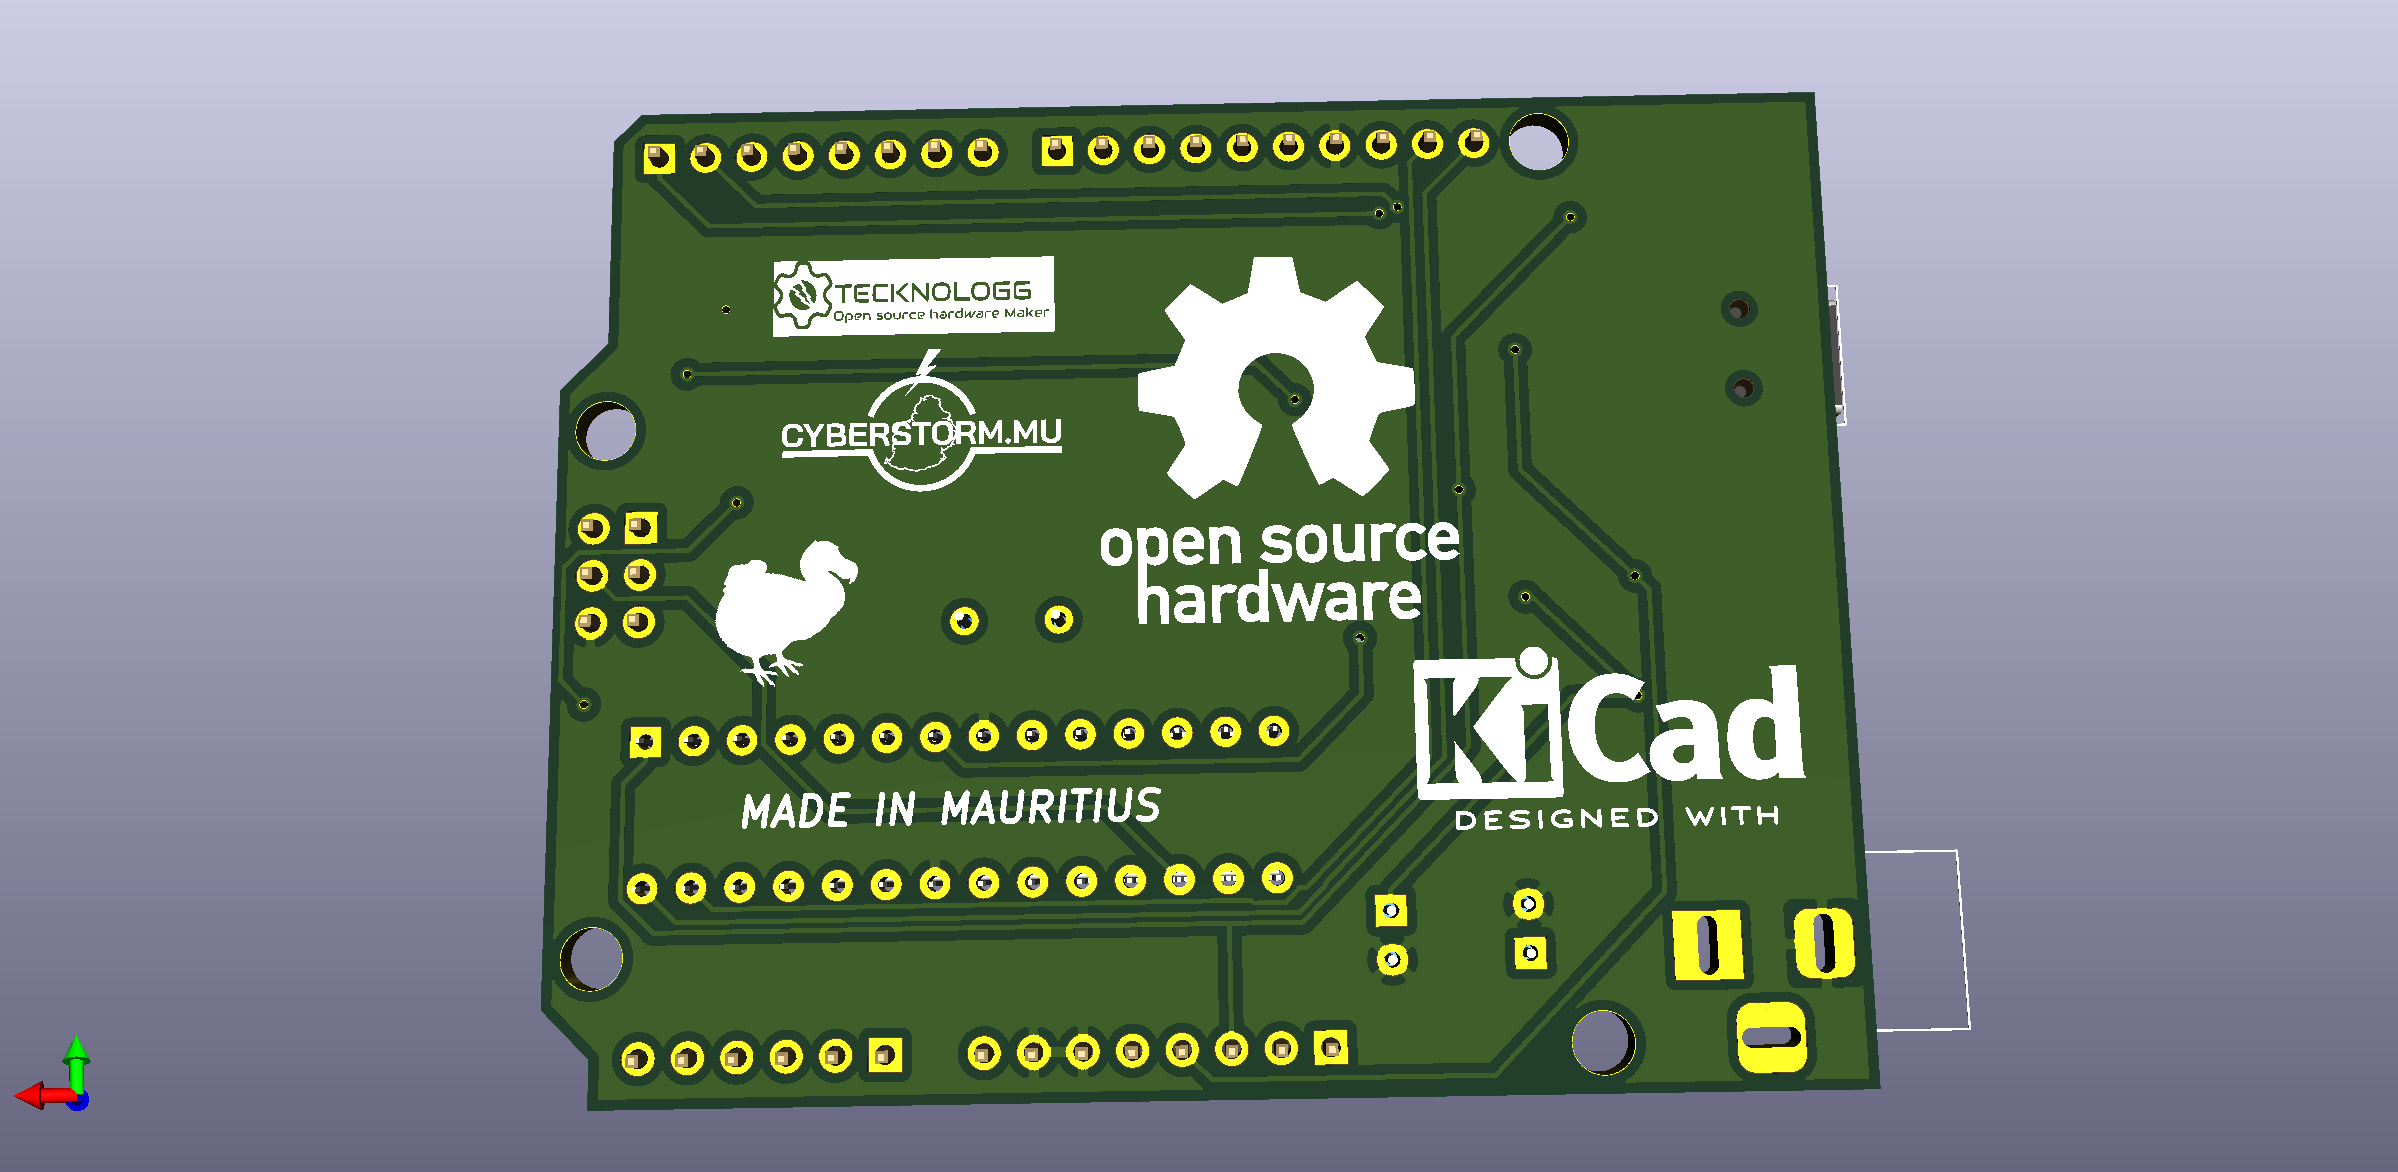 TECKNOLOGG
Open source hardware Maker
CYBERSTORM.MU
open source
hardware
KiCad
DESIGNED WITH
MADE IN MAURITIUS